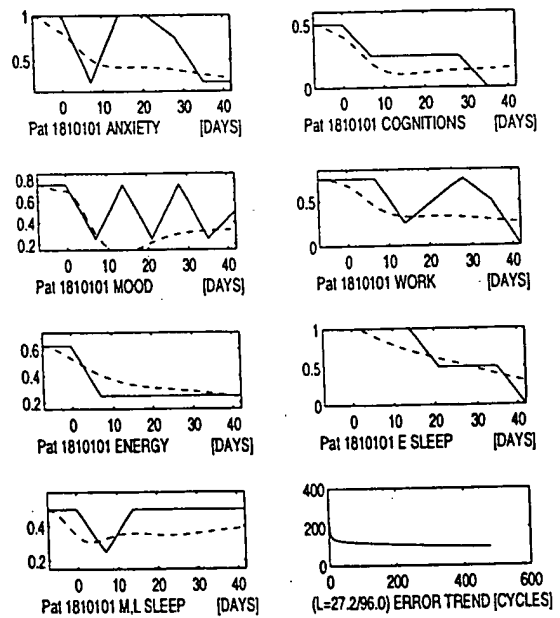 1
0.5
0 10 20 30 40
Pat 1810101 ANXIETY [DAYS]
0.5
0
0 10 20 30 40
Pat 1810101 COGNITIONS [DAYS]
0.8
0.6
0.4
0.2
0 10 20 30 40
Pat 1810101 MOOD [DAYS]
0.5
0
0 10 20 30 40
Pat 1810101 WORK [DAYS]
0.6
0.4
0.2
0 10 20 30 40
Pat 1810101 ENERGY [DAYS]
1
0.5
0
0 10 20 30 40
Pat 1810101 E SLEEP [DAYS]
0.4
0.2
0 10 20 30 40
Pat 1810101 M,L SLEEP [DAYS]
400
200
0
0 200 400 600
(L=27.2/96.0) ERROR TREND [CYCLES]